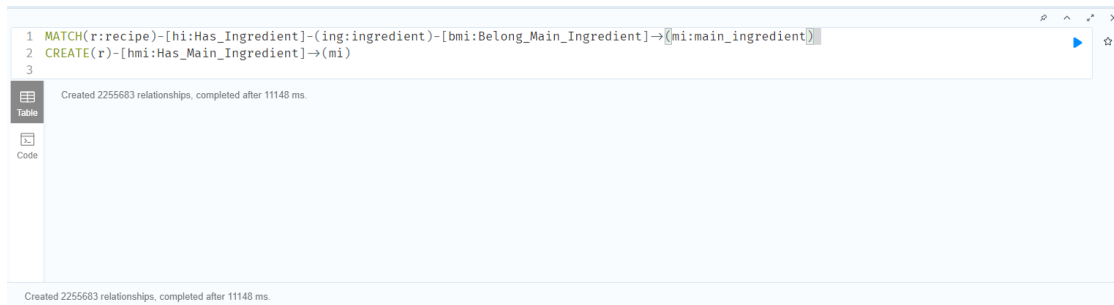 1 MATCH(r:recipe)-[hi:Has_Ingredient]-(ing:ingredient)-[bmi:Belong_Main_Ingredient]→(mi:main_ingredient)
2 CREATE(r)-[hmi:Has_Main_Ingredient]→(mi)
3
Created 2255683 relationships, completed after 11148 ms.
Table
Code
Created 2255683 relationships, completed after 11148 ms.